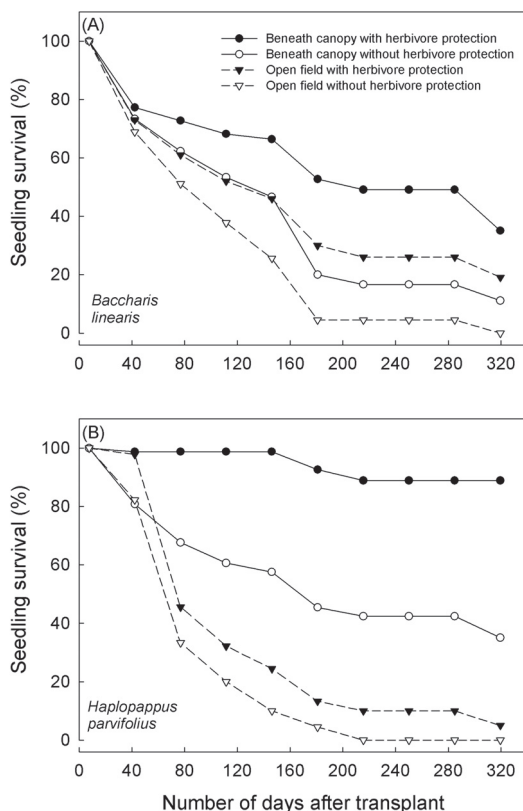 (A)
Beneath canopy with herbivore protection
Beneath canopy without herbivore protection
Open field with herbivore protection
Open field without herbivore protection
100
80
60
40
20
0
Seedling survival (%)
Baccharis
linearis
0 40 80 120 160 200 240 280 320
(B)
100
80
60
40
20
0
Seedling survival (%)
Haplopappus
parvifolius
0 40 80 120 160 200 240 280 320
Number of days after transplant